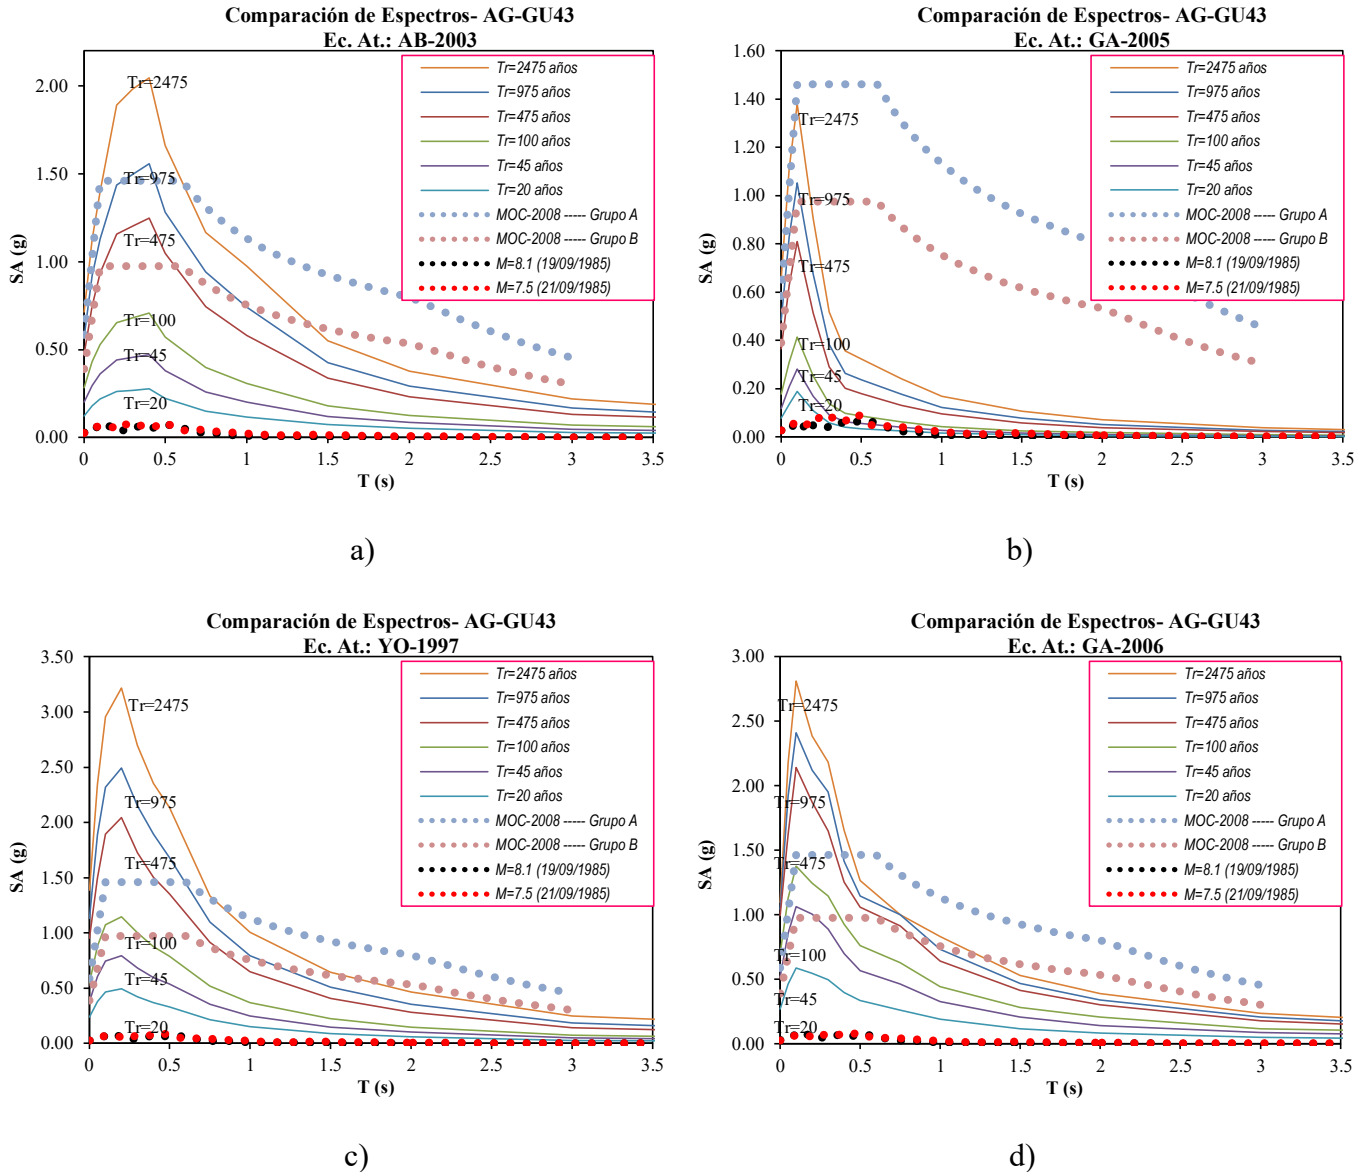 Comparación de Espectros- AG-GU43
Ec. At.: AB-2003
SA (g)
2.00
1.50
1.00
0.50
0.00
0
0.5
1
1.5
2
2.5
3
3.5
T (s)
Tr=2475
Tr=975
Tr=475
Tr=100
Tr=45
Tr=20
Tr=2475 años
Tr=975 años
Tr=475 años
Tr=100 años
Tr=45 años
Tr=20 años
MOC-2008 ----- Grupo A
MOC-2008 ----- Grupo B
M=8.1 (19/09/1985)
M=7.5 (21/09/1985)
a)
Comparación de Espectros- AG-GU43
Ec. At.: GA-2005
SA (g)
1.60
1.40
1.20
1.00
0.80
0.60
0.40
0.20
0.00
0
0.5
1
1.5
2
2.5
3
3.5
T (s)
Tr=2475
Tr=975
Tr=475
Tr=100
Tr=45
Tr=20
Tr=2475 años
Tr=975 años
Tr=475 años
Tr=100 años
Tr=45 años
Tr=20 años
MOC-2008 ----- Grupo A
MOC-2008 ----- Grupo B
M=8.1 (19/09/1985)
M=7.5 (21/09/1985)
b)
Comparación de Espectros- AG-GU43
Ec. At.: YO-1997
SA (g)
3.50
3.00
2.50
2.00
1.50
1.00
0.50
0.00
0
0.5
1
1.5
2
2.5
3
3.5
T (s)
Tr=2475
Tr=975
Tr=475
Tr=100
Tr=45
Tr=20
Tr=2475 años
Tr=975 años
Tr=475 años
Tr=100 años
Tr=45 años
Tr=20 años
MOC-2008 ----- Grupo A
MOC-2008 ----- Grupo B
M=8.1 (19/09/1985)
M=7.5 (21/09/1985)
c)
Comparación de Espectros- AG-GU43
Ec. At.: GA-2006
SA (g)
3.00
2.50
2.00
1.50
1.00
0.50
0.00
0
0.5
1
1.5
2
2.5
3
3.5
T (s)
Tr=2475
Tr=975
Tr=475
Tr=100
Tr=45
Tr=20
Tr=2475 años
Tr=975 años
Tr=475 años
Tr=100 años
Tr=45 años
Tr=20 años
MOC-2008 ----- Grupo A
MOC-2008 ----- Grupo B
M=8.1 (19/09/1985)
M=7.5 (21/09/1985)
d)